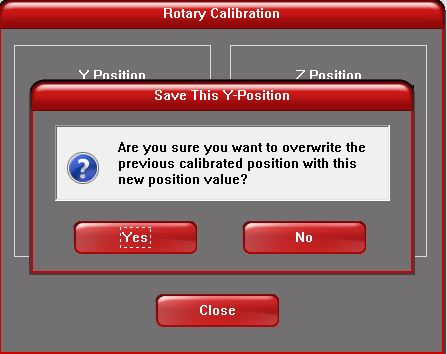 Rotary Calibration
Y Position
Z Position
Save This Y-Position
Are you sure you want to overwrite the
previous calibrated position with this
new position value?
Yes
No
Close